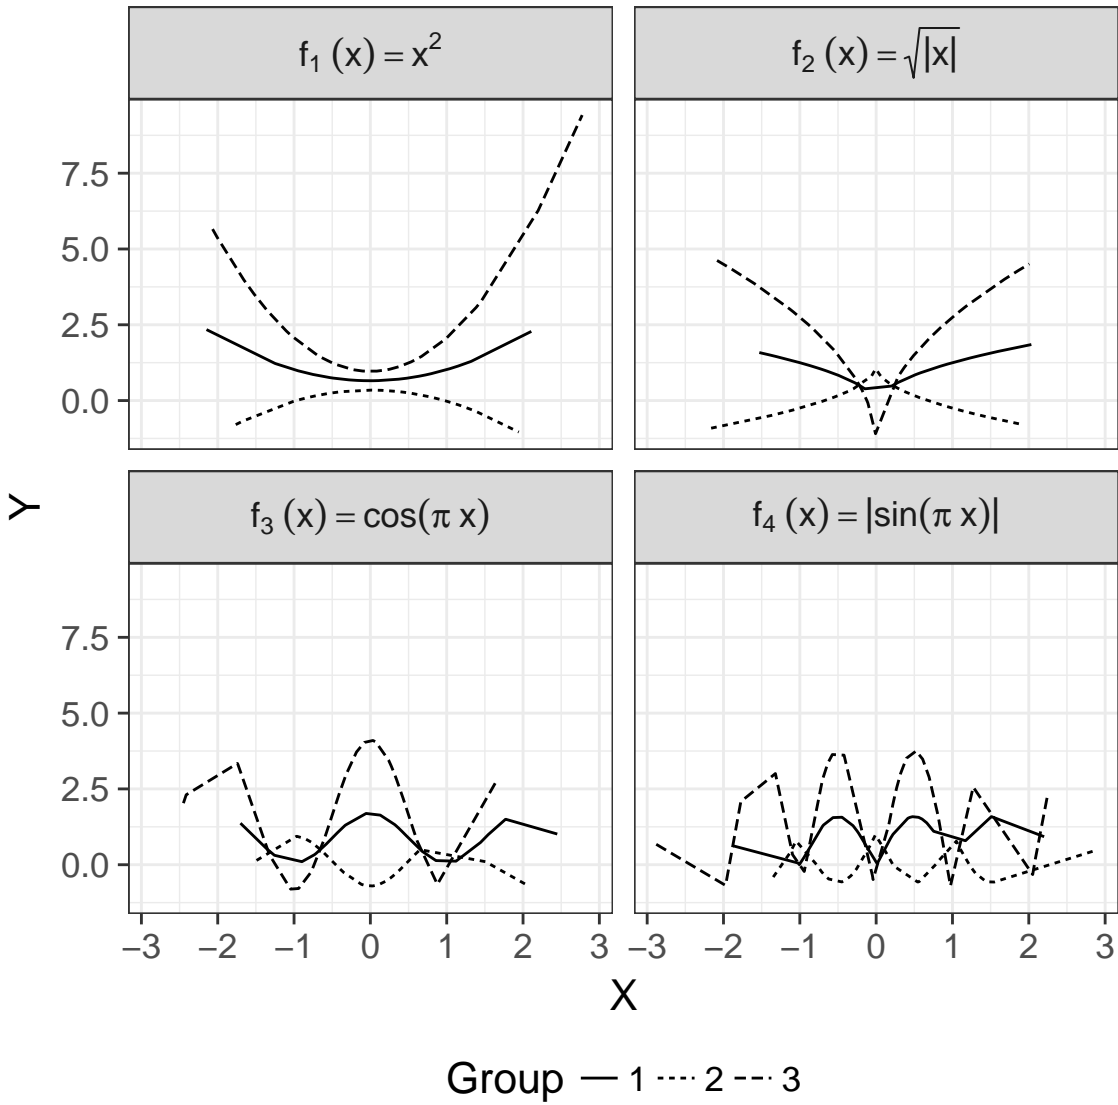 f₁ (x) = x²
f₂ (x) = √|x|
7.5
5.0
2.5
0.0
Y
f₃ (x) = cos(π x)
f₄ (x) = |sin(π x)|
7.5
5.0
2.5
0.0
−3 −2 −1 0 1 2 3
−3 −2 −1 0 1 2 3
X
Group 1 2 3